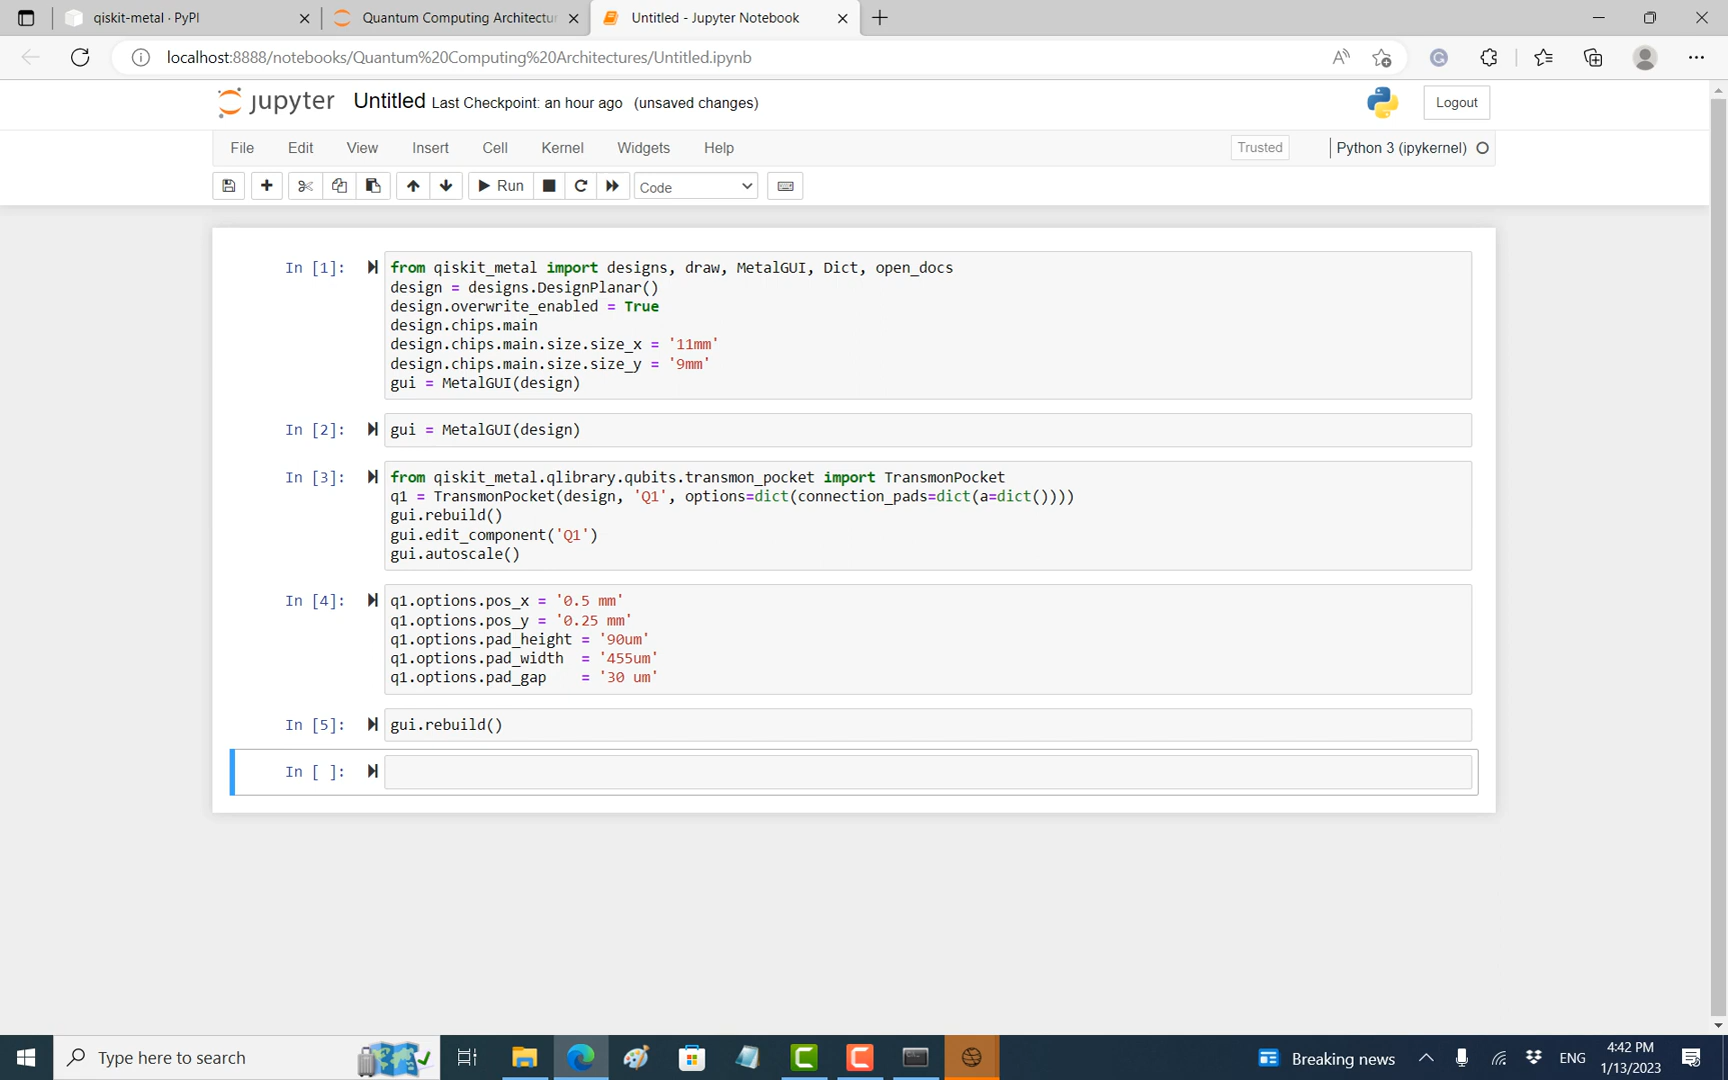 qiskit-metal · PyPI
Quantum Computing Architectur
Untitled - Jupyter Notebook
localhost:8888/notebooks/Quantum%20Computing%20Architectures/Untitled.ipynb
jupyter Untitled Last Checkpoint: an hour ago (unsaved changes)
Logout
File Edit View Insert Cell Kernel Widgets Help
Trusted
Python 3 (ipykernel)
Run
Code
In [1]:
from qiskit_metal import designs, draw, MetalGUI, Dict, open_docs
design = designs.DesignPlanar()
design.overwrite_enabled = True
design.chips.main
design.chips.main.size.size_x = '11mm'
design.chips.main.size.size_y = '9mm'
gui = MetalGUI(design)
In [2]:
gui = MetalGUI(design)
In [3]:
from qiskit_metal.qlibrary.qubits.transmon_pocket import TransmonPocket
q1 = TransmonPocket(design, 'Q1', options=dict(connection_pads=dict(a=dict())))
gui.rebuild()
gui.edit_component('Q1')
gui.autoscale()
In [4]:
q1.options.pos_x = '0.5 mm'
q1.options.pos_y = '0.25 mm'
q1.options.pad_height = '90um'
q1.options.pad_width  = '455um'
q1.options.pad_gap    = '30 um'
In [5]:
gui.rebuild()
In [ ]:
Type here to search
Breaking news
ENG
4:42 PM
1/13/2023